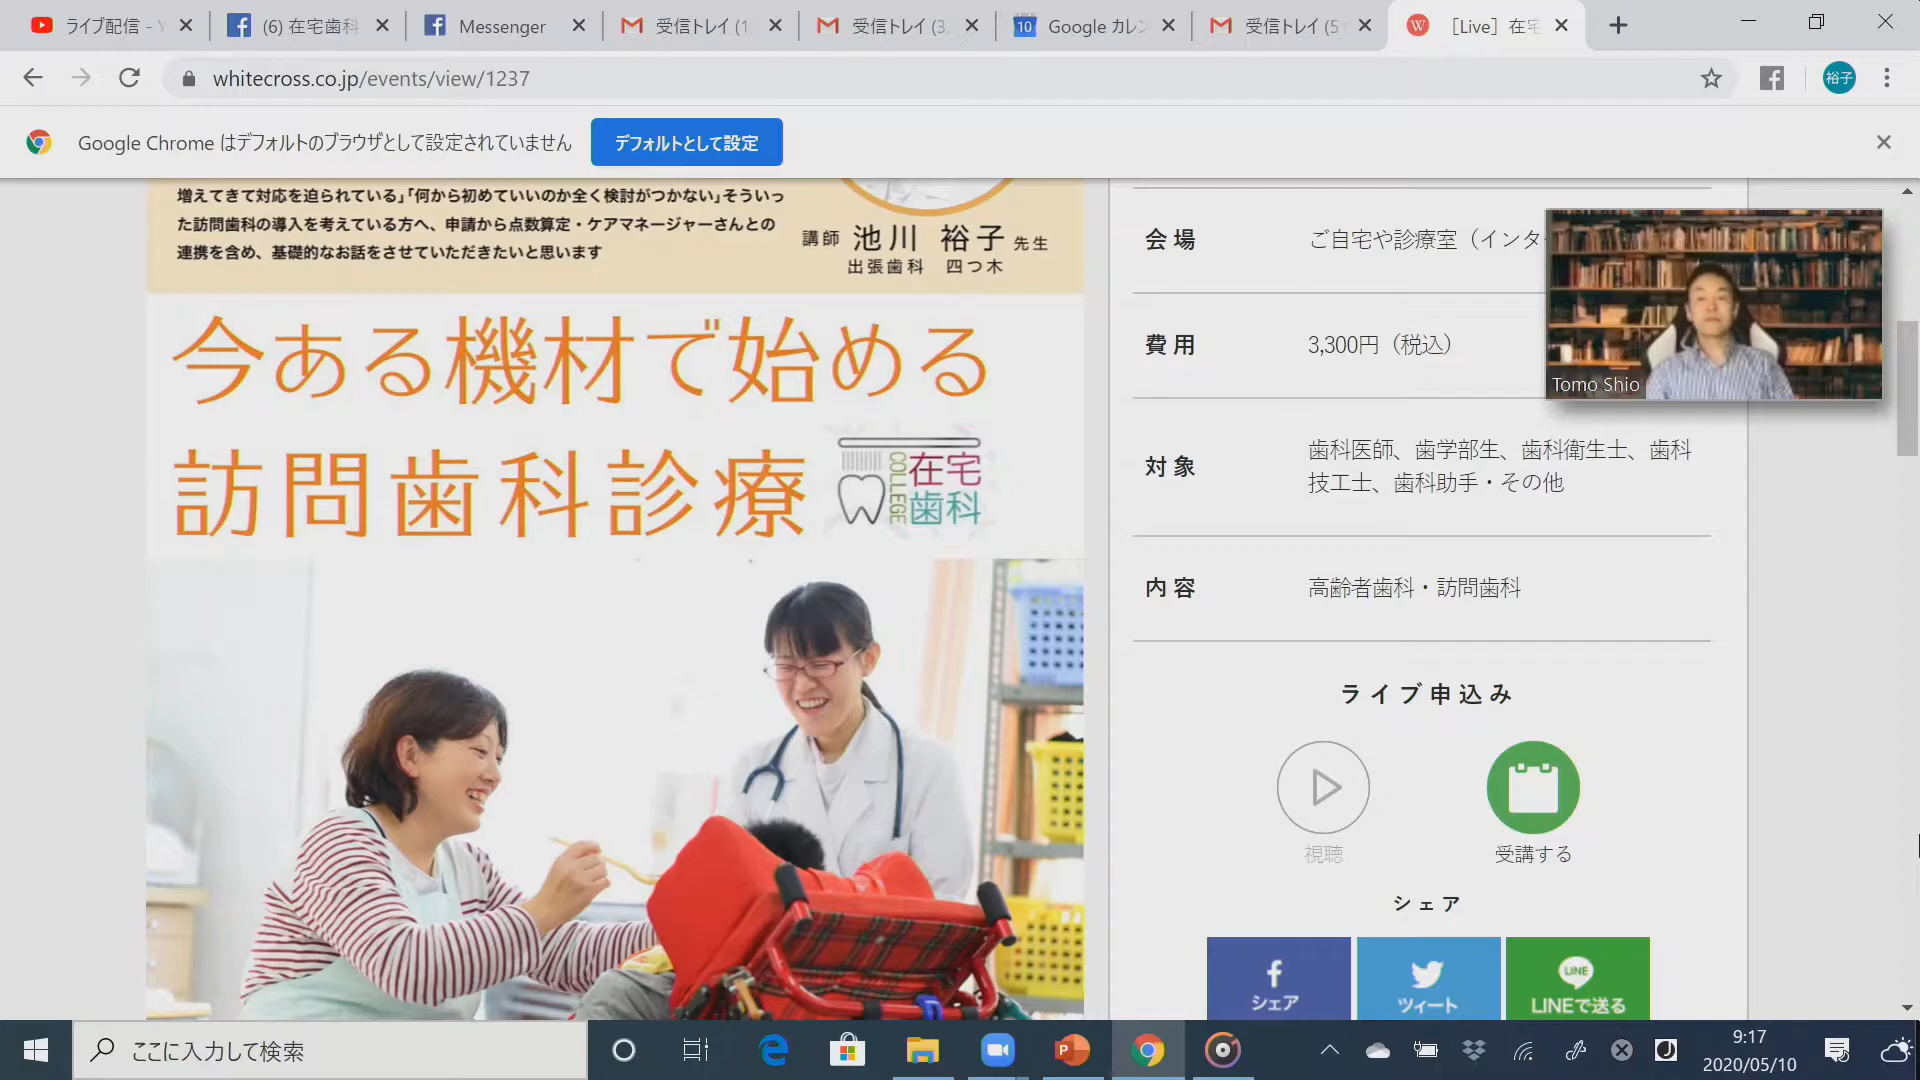 ライブ配信 - Y
(6) 在宅歯科
Messenger
受信トレイ (1
受信トレイ (3,
10
Google カレン
受信トレイ (5
W
［Live］在宅
whitecross.co.jp/events/view/1237
裕子
Google Chrome はデフォルトのブラウザとして設定されていません
デフォルトとして設定
増えてきて対応を迫られている」「何から初めていいのか全く検討がつかない」そういっ
た訪問歯科の導入を考えている方へ、申請から点数算定・ケアマネージャーさんとの
連携を含め、基礎的なお話をさせていただきたいと思います
講師 池川 裕子 先生
出張歯科 四つ木
今ある機材で始める
訪問歯科診療
COLLEGE
在宅
歯科
会場
ご自宅や診療室（インター
費用
3,300円（税込）
Tomo Shio
対象
歯科医師、歯学部生、歯科衛生士、歯科
技工士、歯科助手・その他
内容
高齢者歯科・訪問歯科
ライブ申込み
視聴
受講する
シェア
シェア
ツィート
LINE
LINEで送る
ここに入力して検索
9:17
2020/05/10